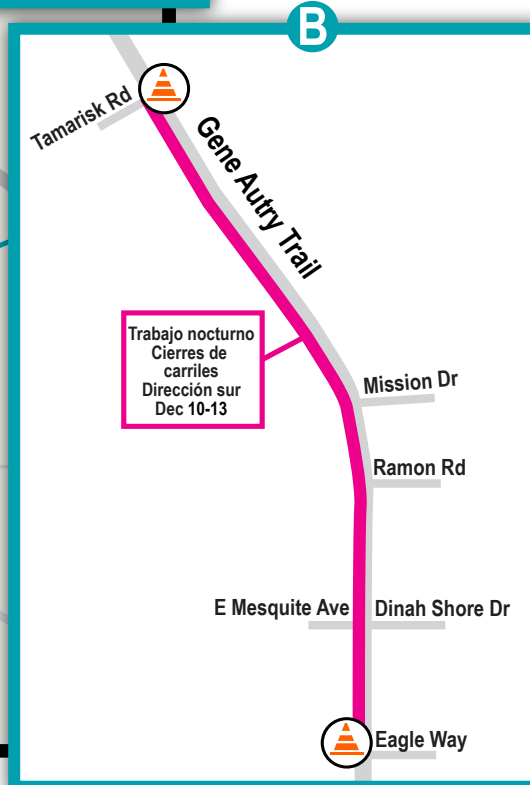 B
Tamarisk Rd
Gene Autry Trail
Trabajo nocturno
Cierres de
carriles
Dirección sur
Dec 10-13
Mission Dr
Ramon Rd
E Mesquite Ave
Dinah Shore Dr
Eagle Way